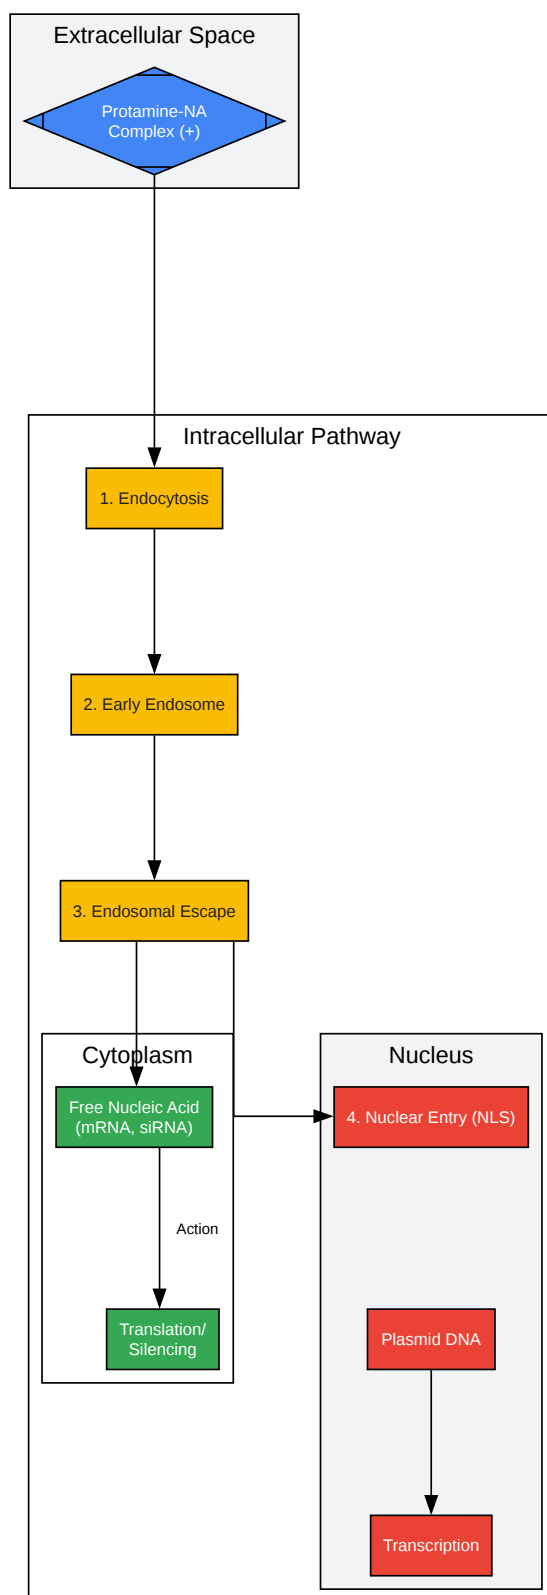 Extracellular Space
Protamine-NA
Complex (+)
Intracellular Pathway
1. Endocytosis
2. Early Endosome
3. Endosomal Escape
Cytoplasm
Free Nucleic Acid
(mRNA, siRNA)
Action
Translation/
Silencing
Nucleus
4. Nuclear Entry (NLS)
Plasmid DNA
Transcription